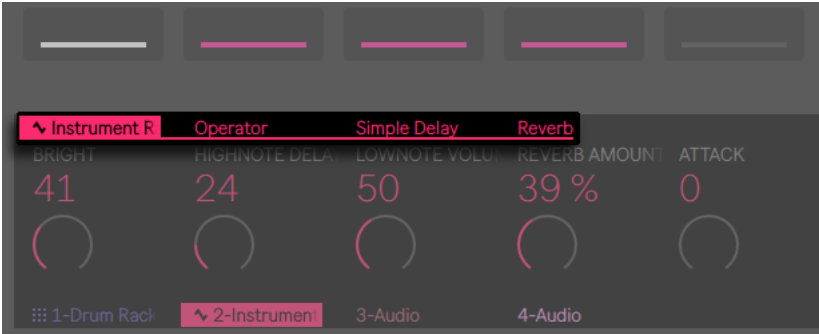 Instrument R Operator Simple Delay Reverb
BRIGHT HIGHNOTE DELA LOWNOTE VOLU REVERB AMOUNT ATTACK
41 24 50 39 % 0
1-Drum Rack 2-Instrument 3-Audio 4-Audio